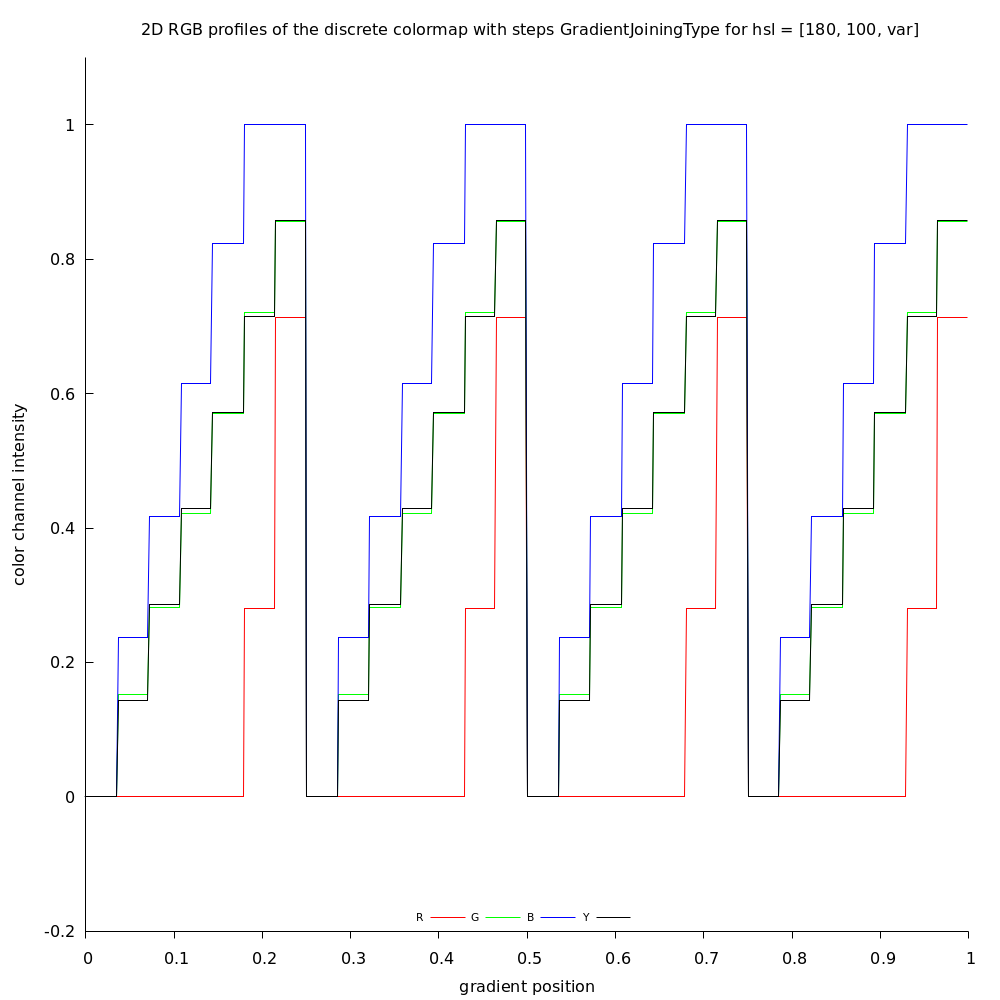 2D RGB profiles of the discrete colormap with steps GradientJoiningType for hsl = [180, 100, var]
1
0.8
0.6
0.4
0.2
0
-0.2
color channel intensity
R G B Y
0 0.1 0.2 0.3 0.4 0.5 0.6 0.7 0.8 0.9 1
gradient position